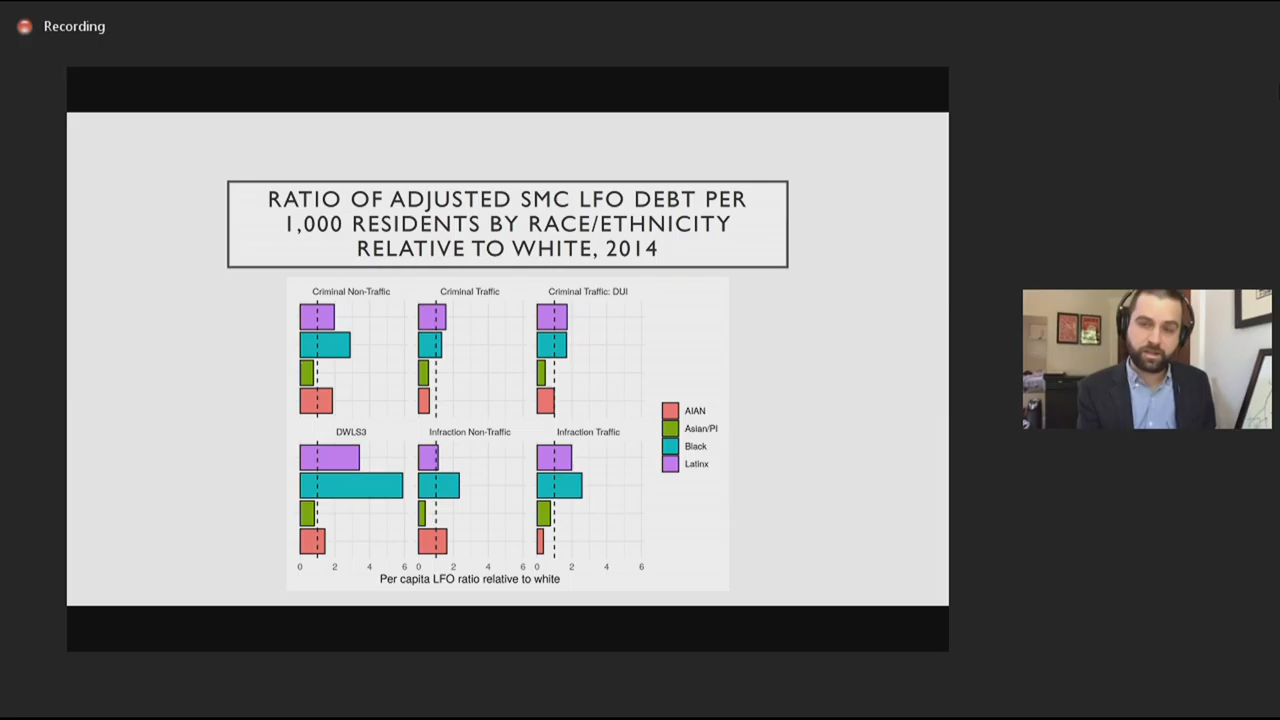 Recording
RATIO OF ADJUSTED SMC LFO DEBT PER
1,000 RESIDENTS BY RACE/ETHNICITY
RELATIVE TO WHITE, 2014
Criminal Non-Traffic
Criminal Traffic
Criminal Traffic: DUI
DWLS3
Infraction Non-Traffic
Infraction Traffic
AIAN
Asian/PI
Black
Latinx
0 2 4 6 0 2 4 6 0 2 4 6
Per capita LFO ratio relative to white